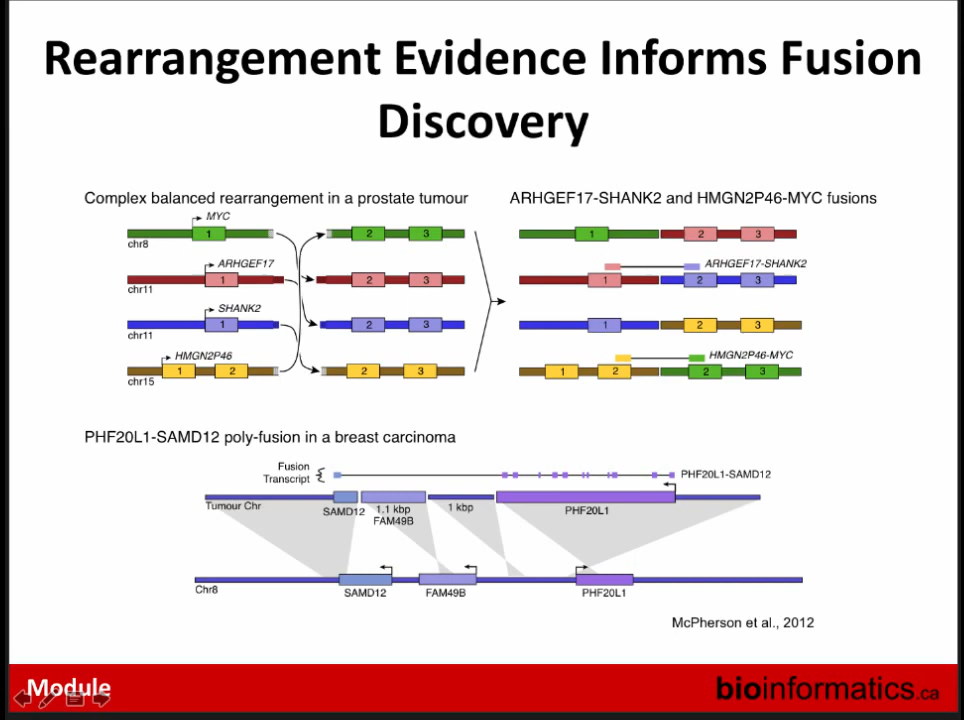 Rearrangement Evidence Informs Fusion
Discovery
Complex balanced rearrangement in a prostate tumour
ARHGEF17-SHANK2 and HMGN2P46-MYC fusions
MYC
1
2
3
chr8
1
2
3
ARHGEF17
1
2
3
chr11
ARHGEF17-SHANK2
1
2
3
SHANK2
1
2
3
chr11
1
2
3
HMGN2P46
1
2
2
3
chr15
HMGN2P46-MYC
1
2
2
3
PHF20L1-SAMD12 poly-fusion in a breast carcinoma
Fusion
Transcript
PHF20L1-SAMD12
Tumour Chr
SAMD12
1.1 kbp
FAM49B
1 kbp
PHF20L1
Chr8
SAMD12
FAM49B
PHF20L1
McPherson et al., 2012
Module
bioinformatics.ca